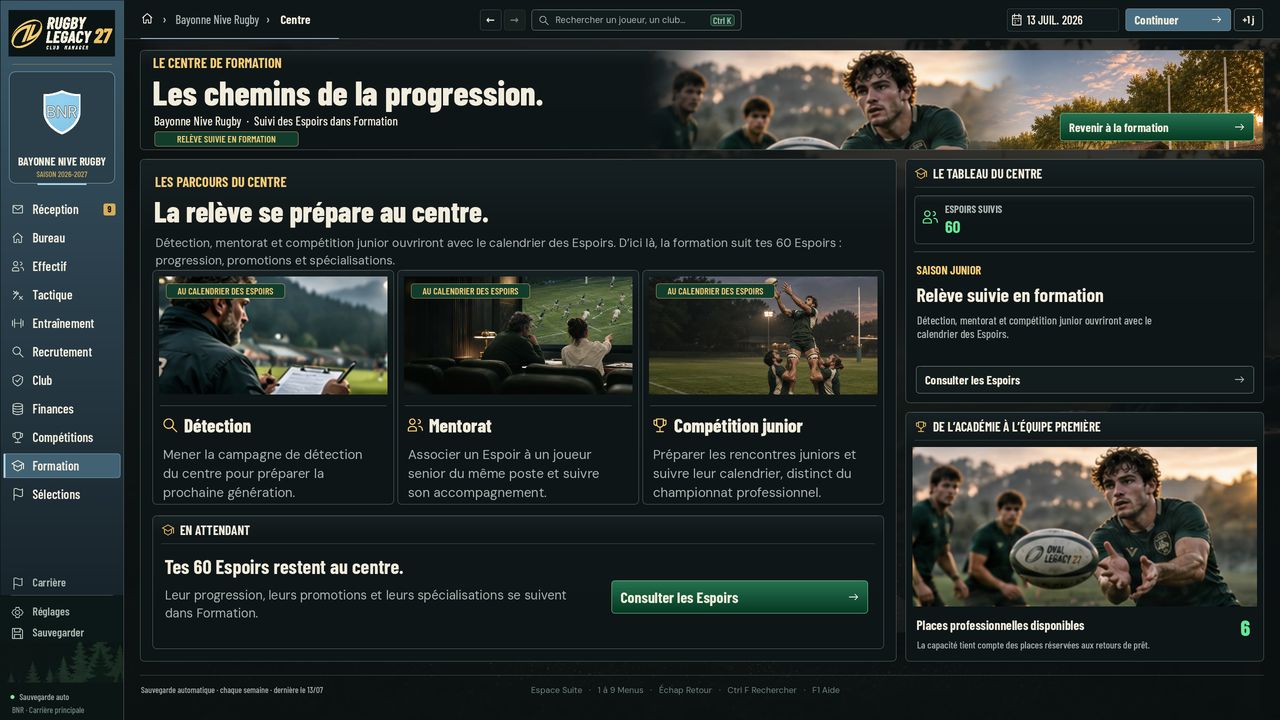 RUGBY
LEGACY 27
CLUB MANAGER
Bayonne Nive Rugby
Centre
Rechercher un joueur, un club...
Ctrl K
13 JUIL. 2026
Continuer
+1 j
BNR
BAYONNE NIVE RUGBY
SAISON 2026-2027
Réception
9
Bureau
Effectif
Tactique
Entraînement
Recrutement
Club
Finances
Compétitions
Formation
Sélections
Carrière
Réglages
Sauvegarder
Sauvegarde auto
BNR · Carrière principale
LE CENTRE DE FORMATION
Les chemins de la progression.
Bayonne Nive Rugby · Suivi des Espoirs dans Formation
RELÈVE SUIVIE EN FORMATION
Revenir à la formation
LES PARCOURS DU CENTRE
La relève se prépare au centre.
Détection, mentorat et compétition junior ouvriront avec le calendrier des Espoirs. D'ici là, la formation suit tes 60 Espoirs :
progression, promotions et spécialisations.
AU CALENDRIER DES ESPOIRS
Détection
Mener la campagne de détection
du centre pour préparer la
prochaine génération.
AU CALENDRIER DES ESPOIRS
Mentorat
Associer un Espoir à un joueur
senior du même poste et suivre
son accompagnement.
AU CALENDRIER DES ESPOIRS
Compétition junior
Préparer les rencontres juniors et
suivre leur calendrier, distinct du
championnat professionnel.
EN ATTENDANT
Tes 60 Espoirs restent au centre.
Leur progression, leurs promotions et leurs spécialisations se suivent
dans Formation.
Consulter les Espoirs
LE TABLEAU DU CENTRE
ESPOIRS SUIVIS
60
SAISON JUNIOR
Relève suivie en formation
Détection, mentorat et compétition junior ouvriront avec le
calendrier des Espoirs.
Consulter les Espoirs
DE L'ACADÉMIE À L'ÉQUIPE PREMIÈRE
OVAL
LEGACY 27
Places professionnelles disponibles
6
La capacité tient compte des places réservées aux retours de prêt.
Sauvegarde automatique · chaque semaine · dernière le 13/07
Espace Suite · 1 à 9 Menus · Échap Retour · Ctrl F Rechercher · F1 Aide